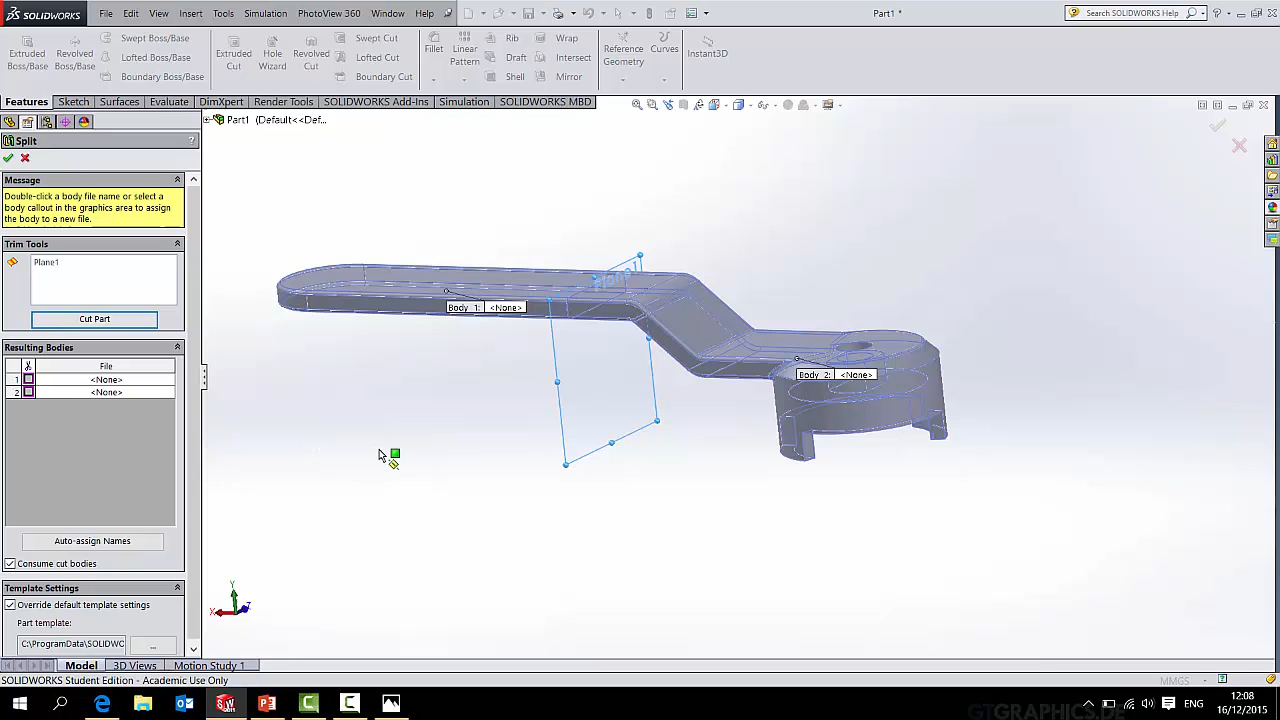 SOLIDWORKS File Edit View Insert Tools Simulation PhotoView 360 Window Help Part1 * Search SOLIDWORKS Help
Extruded Boss/Base
Revolved Boss/Base
Swept Boss/Base
Lofted Boss/Base
Boundary Boss/Base
Extruded Cut
Hole Wizard
Revolved Cut
Swept Cut
Lofted Cut
Boundary Cut
Fillet
Linear Pattern
Rib
Draft
Shell
Wrap
Intersect
Mirror
Reference Geometry
Curves
Instant3D
Features Sketch Surfaces Evaluate DimXpert Render Tools SOLIDWORKS Add-Ins Simulation SOLIDWORKS MBD
Part1 (Default<<Def...
Split ?
Message
Double-click a body file name or select a
body callout in the graphics area to assign
the body to a new file.
Trim Tools
Plane1
Cut Part
Resulting Bodies
File
1 <None>
2 <None>
Auto-assign Names
Consume cut bodies
Template Settings
Override default template settings
Part template:
C:\ProgramData\SOLIDWC ...
Plane1
Body 1: <None>
Body 2: <None>
Y
X
Z
Model 3D Views Motion Study 1
SOLIDWORKS Student Edition - Academic Use Only MMGS
ENG
12:08
16/12/2015
GTGRAPHICS.DE